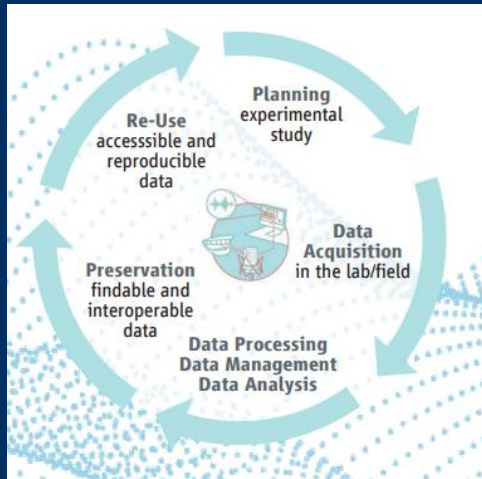 Planning
experimental
study
Data
Acquisition
in the lab/field
Data Processing
Data Management
Data Analysis
Preservation
findable and
interoperable
data
Re-Use
accesssible and
reproducible
data